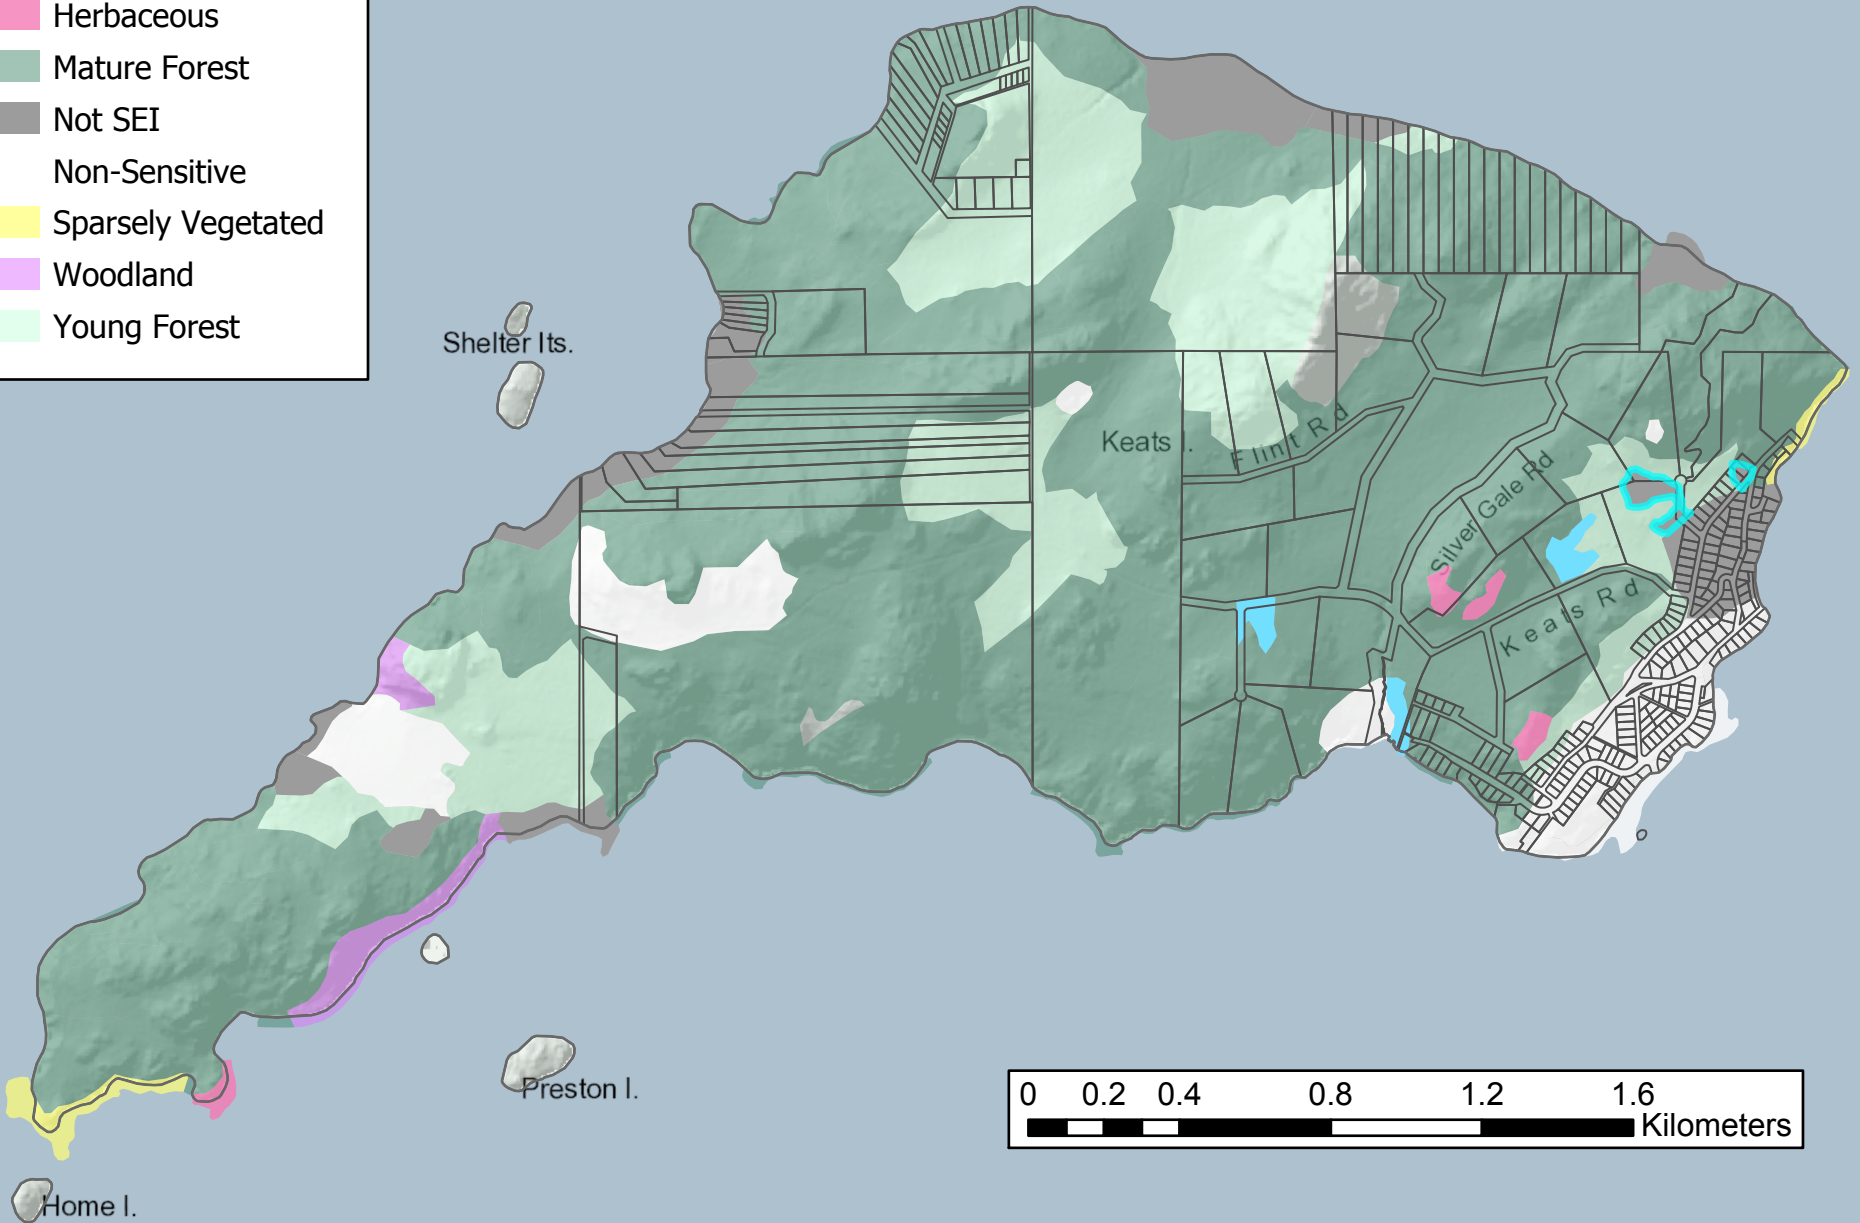 Herbaceous
Mature Forest
Not SEI
Non-Sensitive
Sparsely Vegetated
Woodland
Young Forest
Shelter Its.
Keats I.
Flint Rd
Silver Gale Rd
Keats Rd
Preston I.
Home I.
0 0.2 0.4 0.8 1.2 1.6
Kilometers